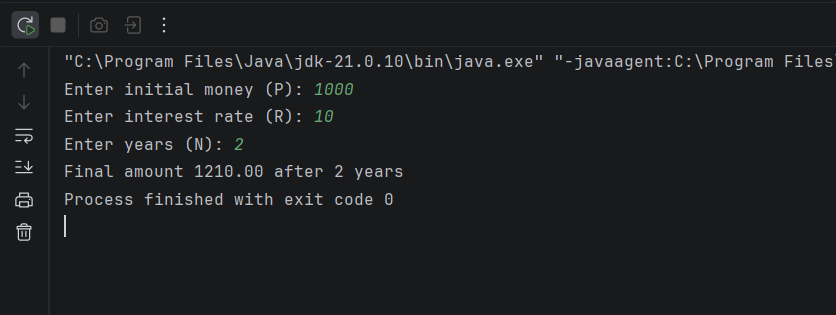 "C:\Program Files\Java\jdk-21.0.10\bin\java.exe" "-javaagent:C:\Program Files\
Enter initial money (P): 1000
Enter interest rate (R): 10
Enter years (N): 2
Final amount 1210.00 after 2 years
Process finished with exit code 0